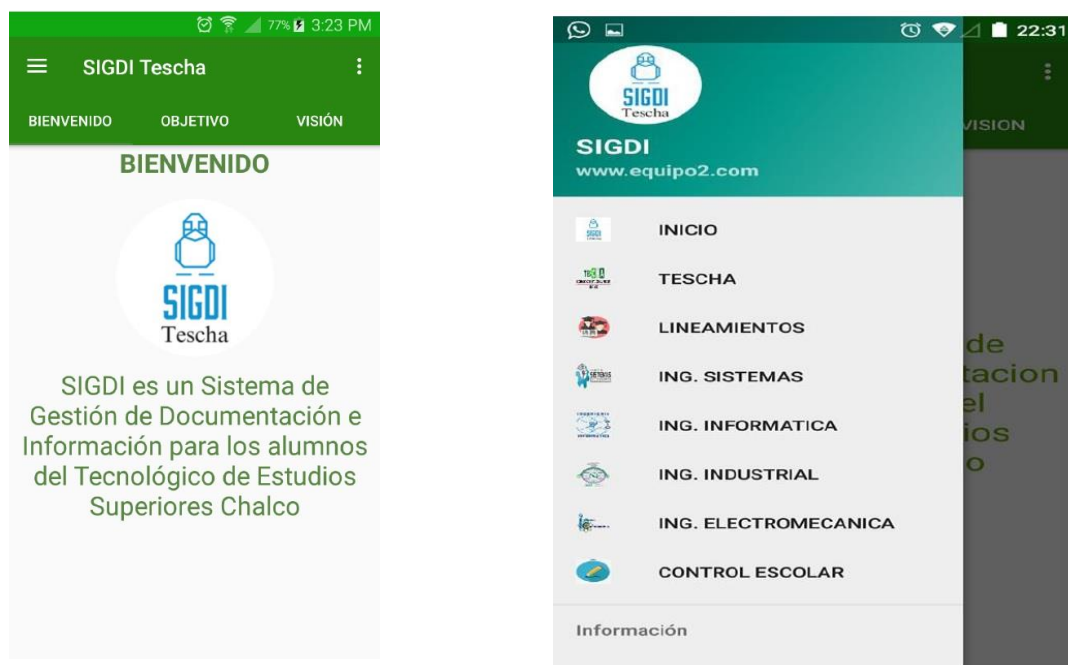 77% 3:23 PM
SIGDI Tescha
BIENVENIDO OBJETIVO VISIÓN
BIENVENIDO
SIGDI
Tescha
SIGDI es un Sistema de
Gestión de Documentación e
Información para los alumnos
del Tecnológico de Estudios
Superiores Chalco
22:31
SIGDI
Tescha
SIGDI
www.equipo2.com
VISION
INICIO
TESCHA
LINEAMIENTOS
ING. SISTEMAS
ING. INFORMATICA
ING. INDUSTRIAL
ING. ELECTROMECANICA
CONTROL ESCOLAR
Información
de
tacion
el
ios
o